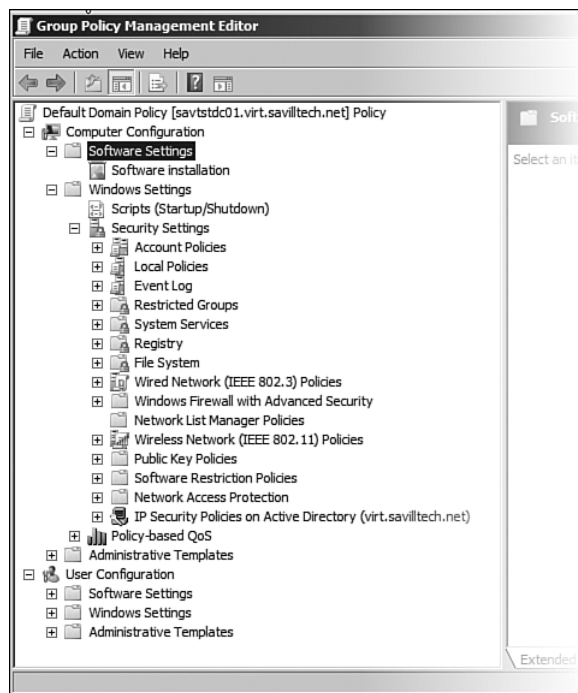 Group Policy Management Editor
File Action View Help
Default Domain Policy [savtstdc01.virt.savilltech.net] Policy
Computer Configuration
Software Settings
Software installation
Windows Settings
Scripts (Startup/Shutdown)
Security Settings
Account Policies
Local Policies
Event Log
Restricted Groups
System Services
Registry
File System
Wired Network (IEEE 802.3) Policies
Windows Firewall with Advanced Security
Network List Manager Policies
Wireless Network (IEEE 802.11) Policies
Public Key Policies
Software Restriction Policies
Network Access Protection
IP Security Policies on Active Directory (virt.savilltech.net)
Policy-based QoS
Administrative Templates
User Configuration
Software Settings
Windows Settings
Administrative Templates
Select an
Extended